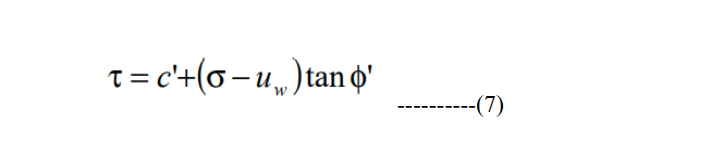 τ = c'+(σ − u_w) tan ϕ' ----------(7)